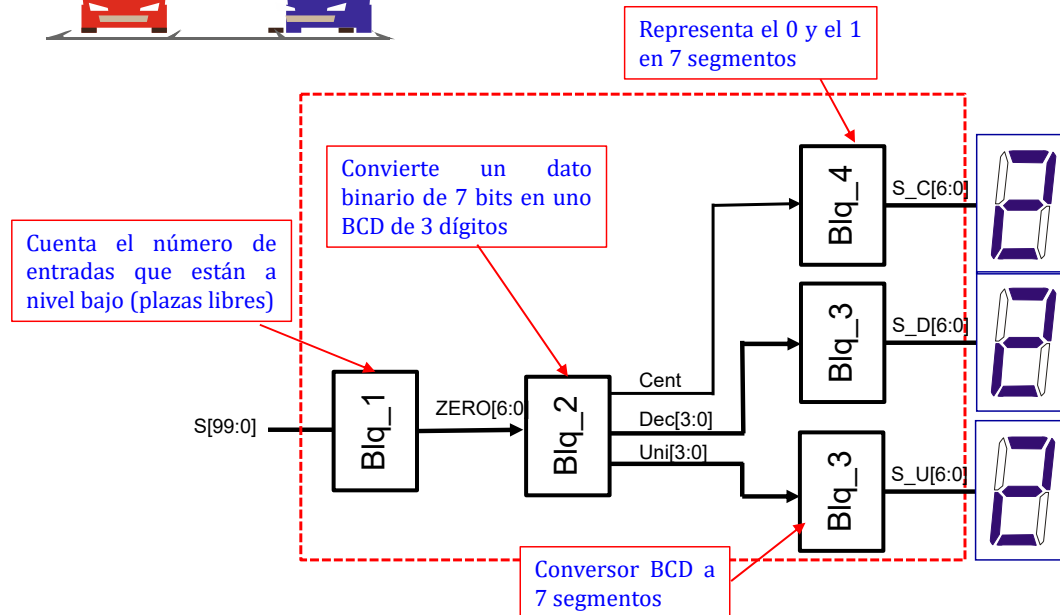 Representa el 0 y el 1
en 7 segmentos
Convierte un dato
binario de 7 bits en uno
BCD de 3 dígitos
Cuenta el número de
entradas que están a
nivel bajo (plazas libres)
Blq_4
S_C[6:0]
Blq_3
S_D[6:0]
Cent
Blq_1
ZERO[6:0]
Blq_2
Dec[3:0]
S[99:0]
Uni[3:0]
Blq_3
S_U[6:0]
Conversor BCD a
7 segmentos